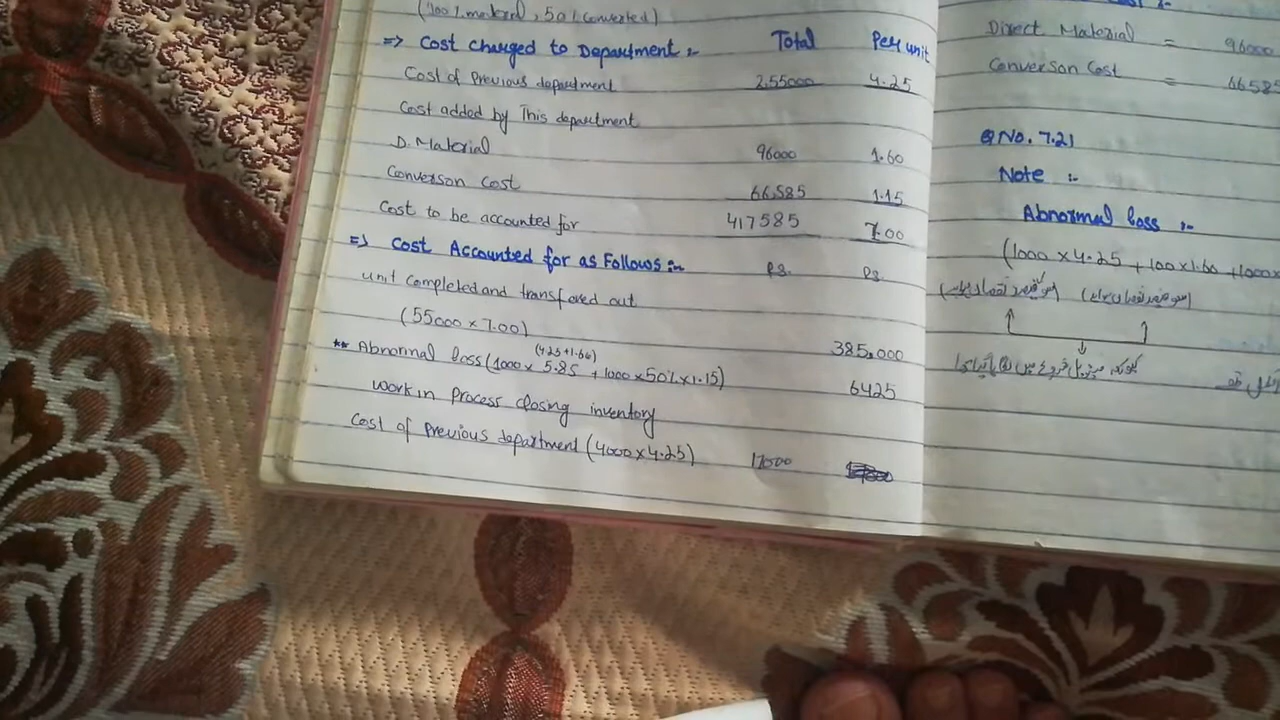 (100% material, 50% Converted)
=> Cost Charged to Department :- Total Per unit
Cost of Previous department 2,55000 4.25
Cost added by This department
D. Material 96000 1.60
Converson Cost 66,585 1.15
Cost to be accounted for 417585 7.00
=> Cost Accounted for as Follows :- Rs. Rs.
unit completed and transfered out
(55000 x 7.00) 385,000
(4.25+1.60)
** Abnormal loss (1000 x 5.85 + 1000 x 50% x 1.15) 6425
Work in Process closing inventory
Cost of Previous department (4000 x 4.25) 17000
Direct Material = 96000
Converson Cost = 66585
Q No. 7.21
Note :-
Abnormal loss :-
(1000 x 4.25 + 100 x 1.60 + 1000x